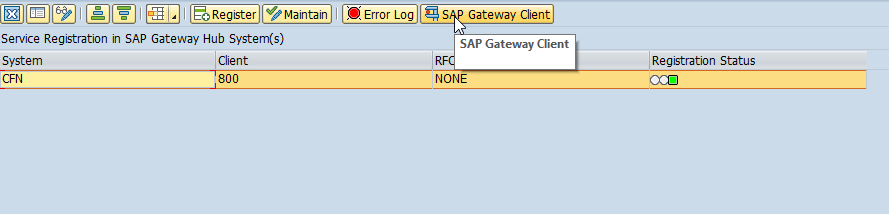 Register Maintain Error Log SAP Gateway Client
Service Registration in SAP Gateway Hub System(s)
SAP Gateway Client
System Client RFC Registration Status
CFN 800 NONE